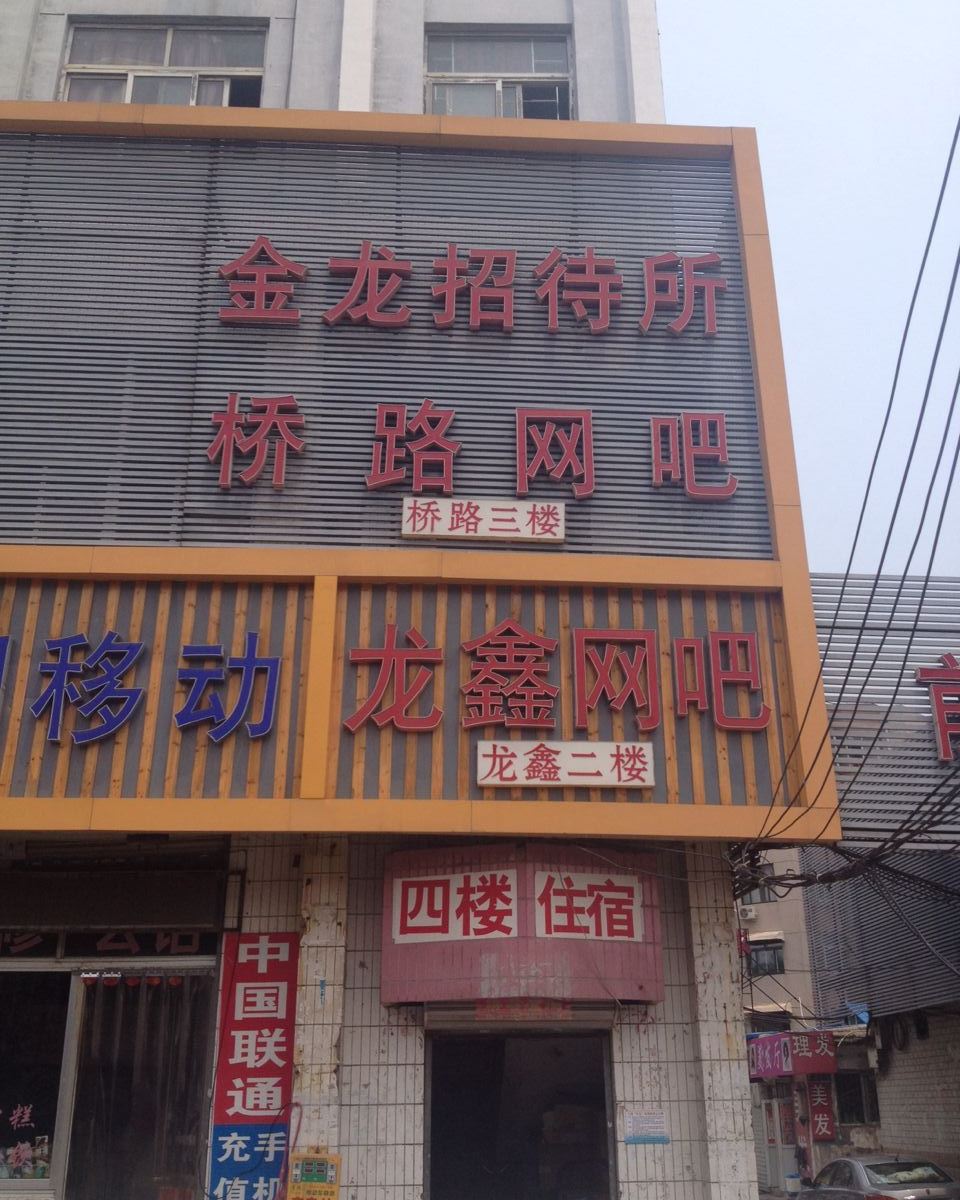 金龙招待所
桥路网吧
桥路三楼
移动
龙鑫网吧
龙鑫二楼
四楼 住宿
中国联通
手机
充值
理发
美发
糕